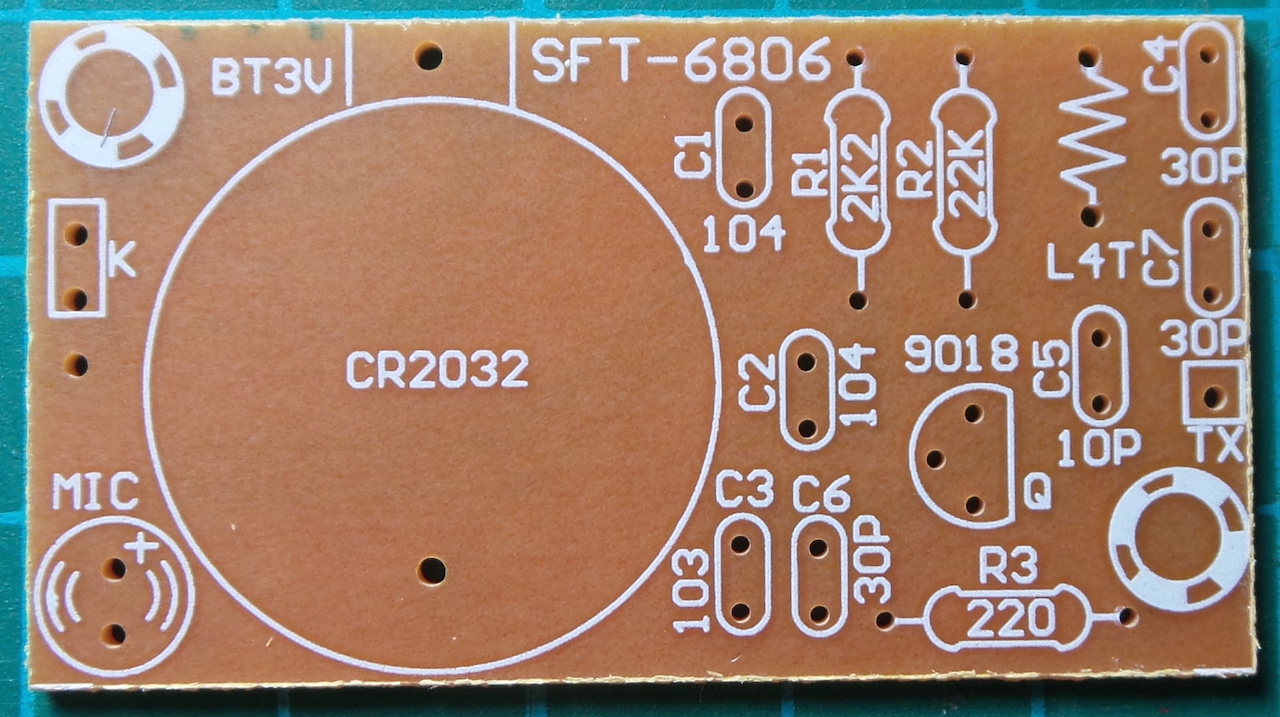 BT3V
SFT-6806
C1
104
R1
2K2
R2
22K
L4T
C4
30P
C7
30P
K
CR2032
C2
104
9018
Q
C5
10P
TX
MIC
+
C3
103
C6
30P
R3
220